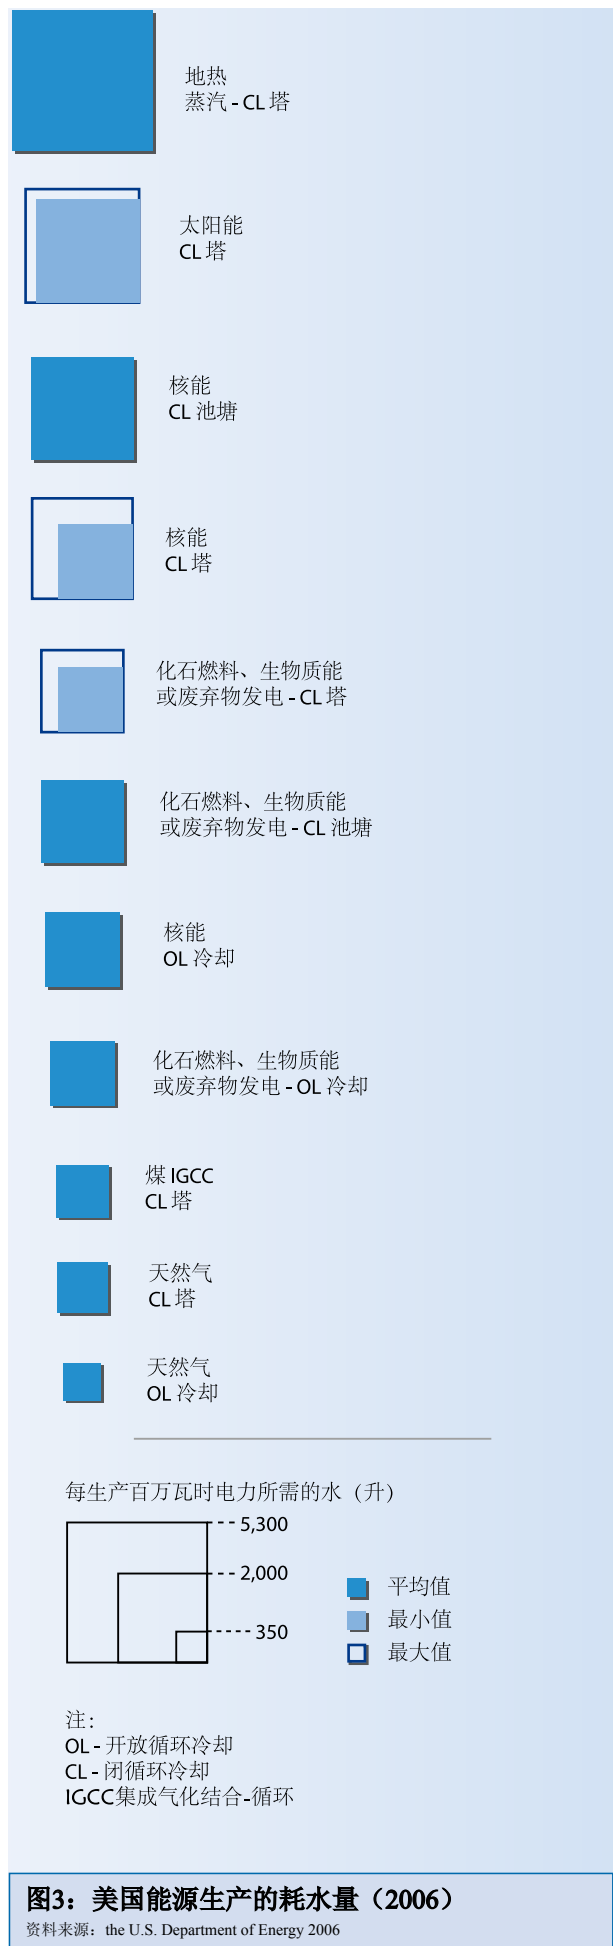 地热
蒸汽 - CL 塔
太阳能
CL 塔
核能
CL 池塘
核能
CL 塔
化石燃料、生物质能
或废弃物发电 - CL 塔
化石燃料、生物质能
或废弃物发电 - CL 池塘
核能
OL 冷却
化石燃料、生物质能
或废弃物发电 - OL 冷却
煤 IGCC
CL 塔
天然气
CL 塔
天然气
OL 冷却
每生产百万瓦时电力所需的水（升）
5,300
2,000
350
平均值
最小值
最大值
注：
OL - 开放循环冷却
CL - 闭循环冷却
IGCC集成气化结合-循环
图3：美国能源生产的耗水量（2006）
资料来源：the U.S. Department of Energy 2006